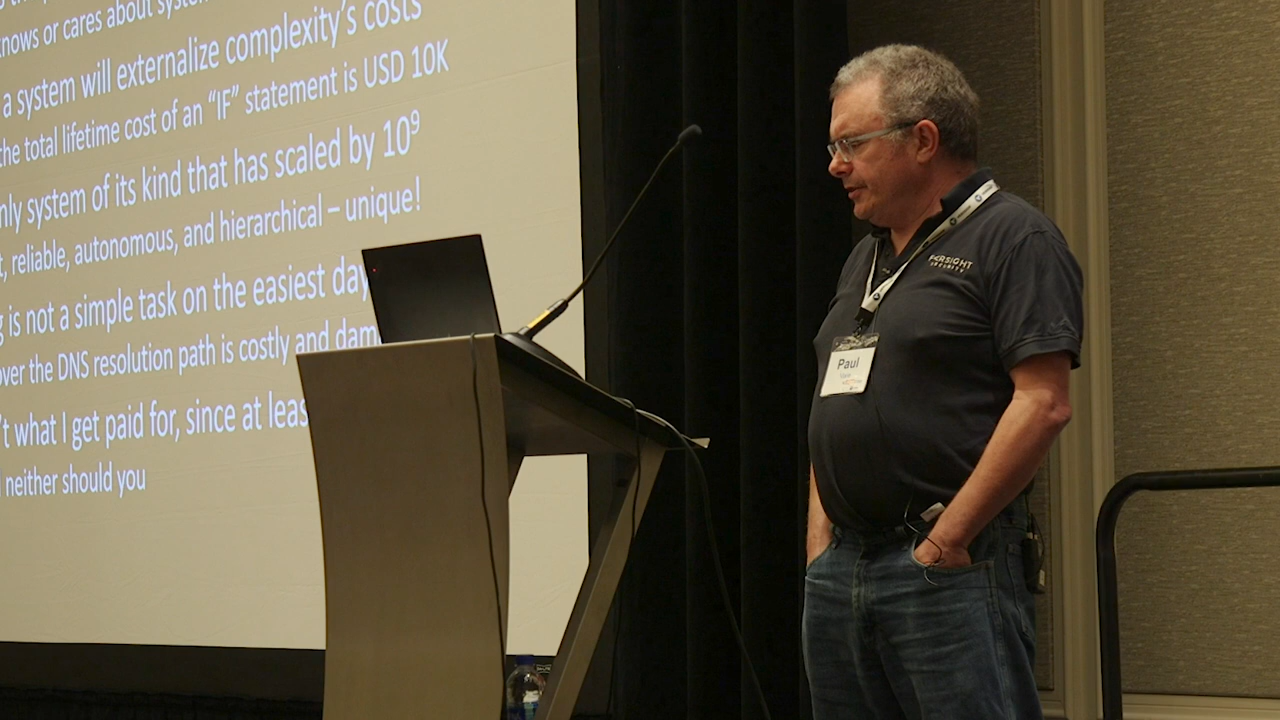 knows or cares about system
a system will externalize complexity's costs
the total lifetime cost of an “IF” statement is USD 10K
only system of its kind that has scaled by 10⁹
, reliable, autonomous, and hierarchical – unique!
g is not a simple task on the easiest day
over the DNS resolution path is costly and dam
't what I get paid for, since at leas
neither should you
FARSIGHT
SECURITY
Paul